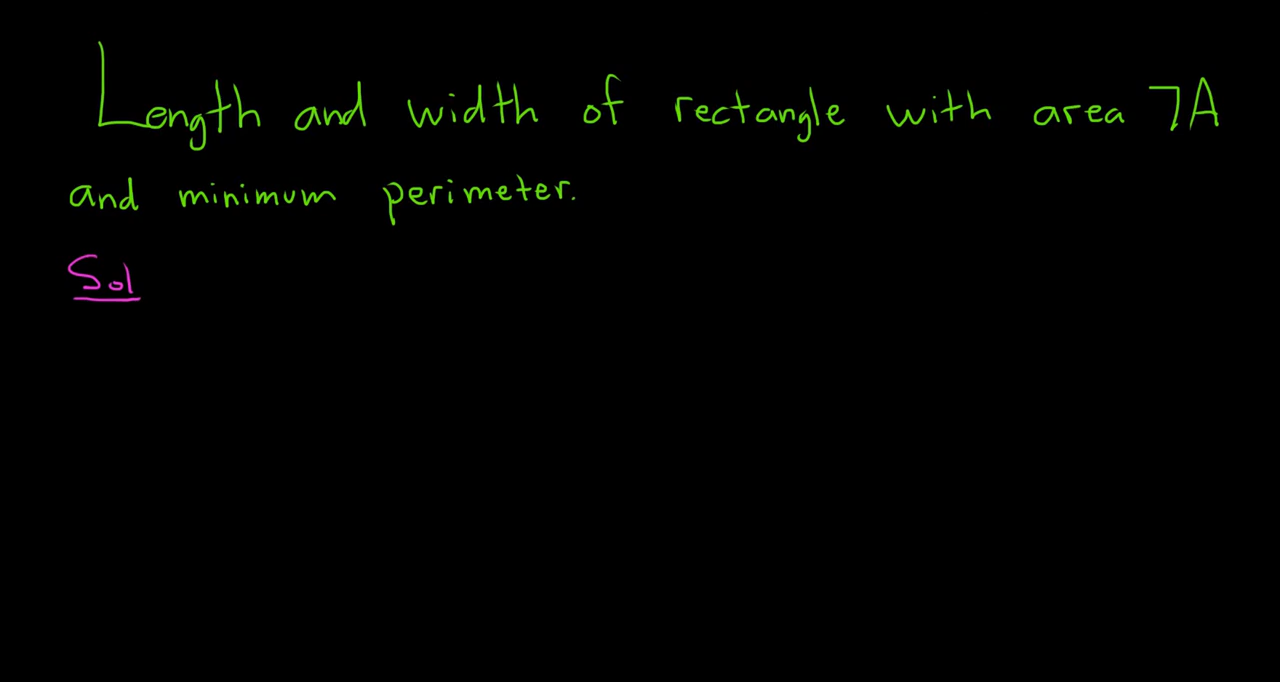 Length and width of rectangle with area 7A
and minimum perimeter.
Sol